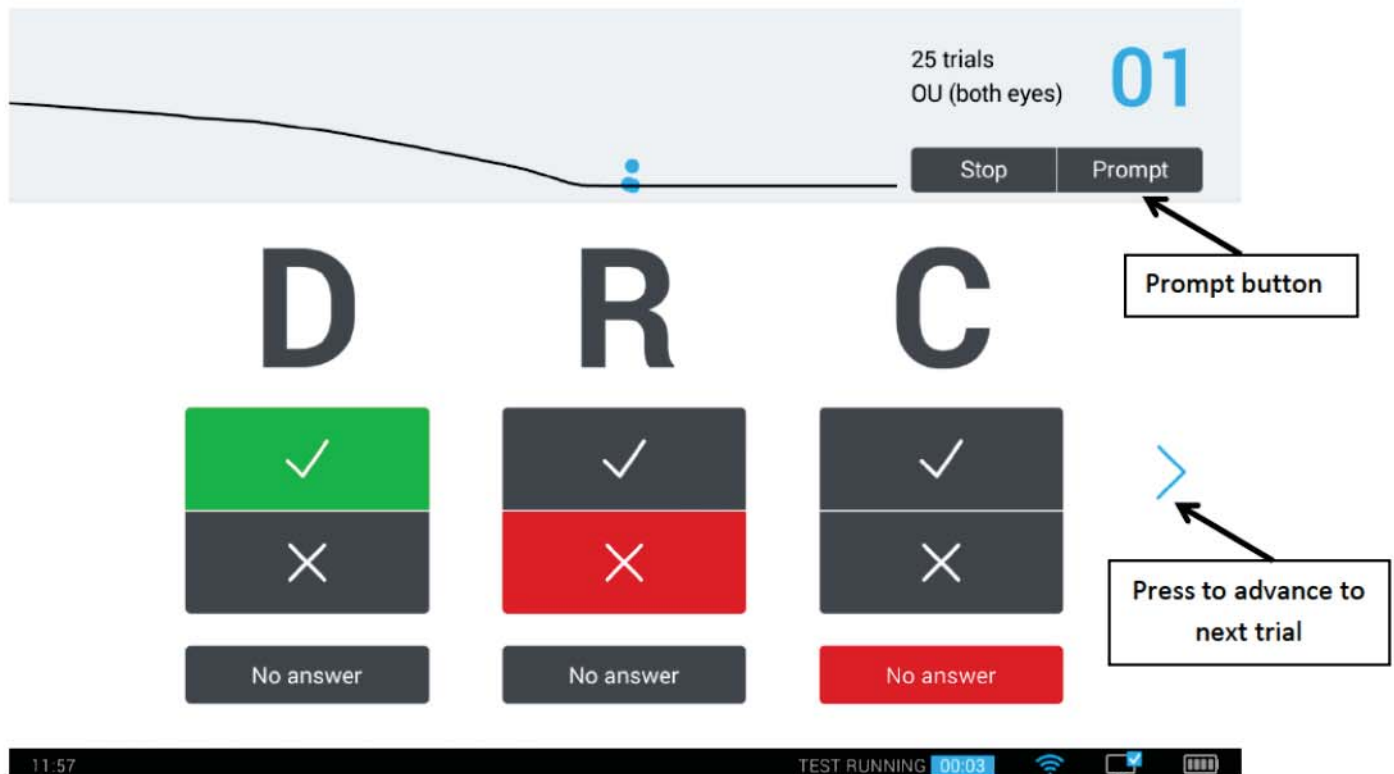 25 trials
OU (both eyes)
01
Stop
Prompt
Prompt button
D R C
Press to advance to
next trial
No answer
No answer
No answer
11:57
TEST RUNNING 00:03